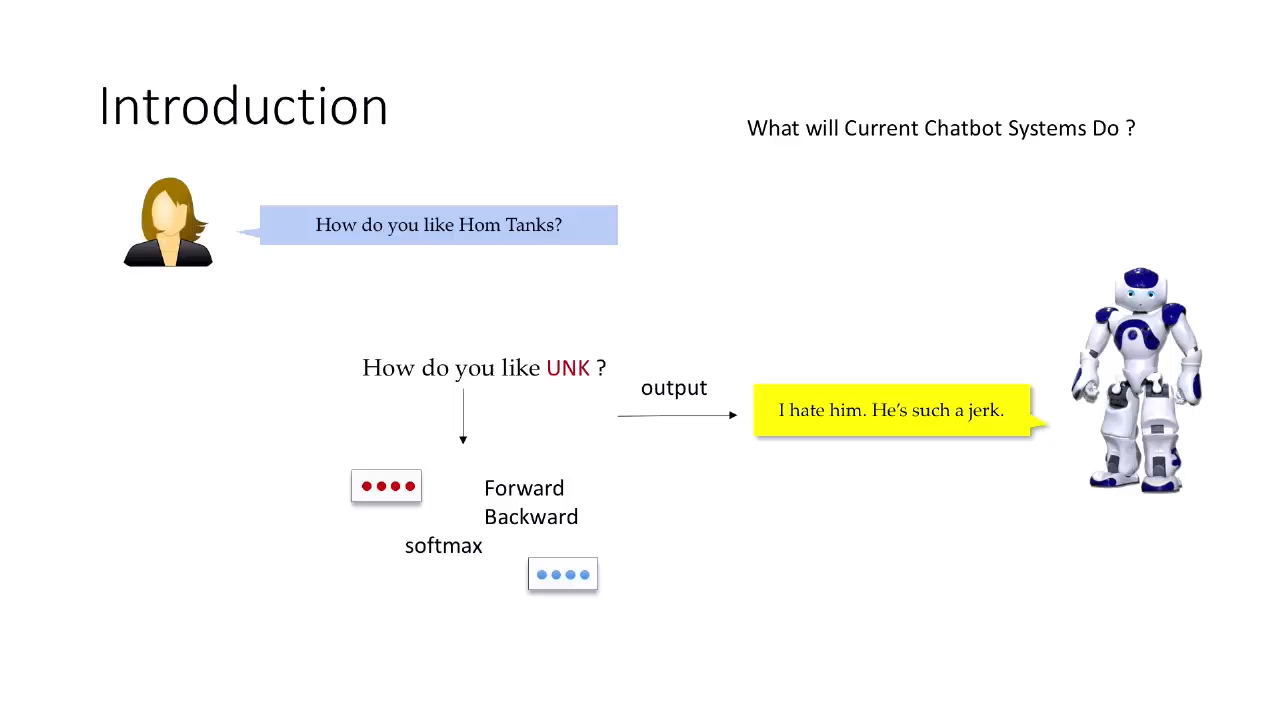 Introduction
What will Current Chatbot Systems Do ?
How do you like Hom Tanks?
How do you like UNK ?
output
I hate him. He’s such a jerk.
Forward
Backward
softmax